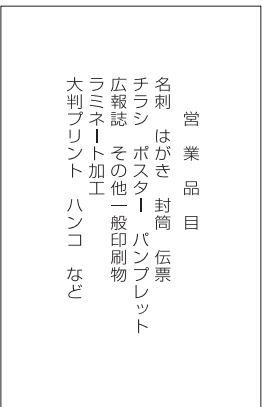 営業品目
名刺　はがき　封筒　伝票
チラシ　ポスター　パンプレット
広報誌　その他一般印刷物
ラミネート加工
大判プリント　ハンコ　など